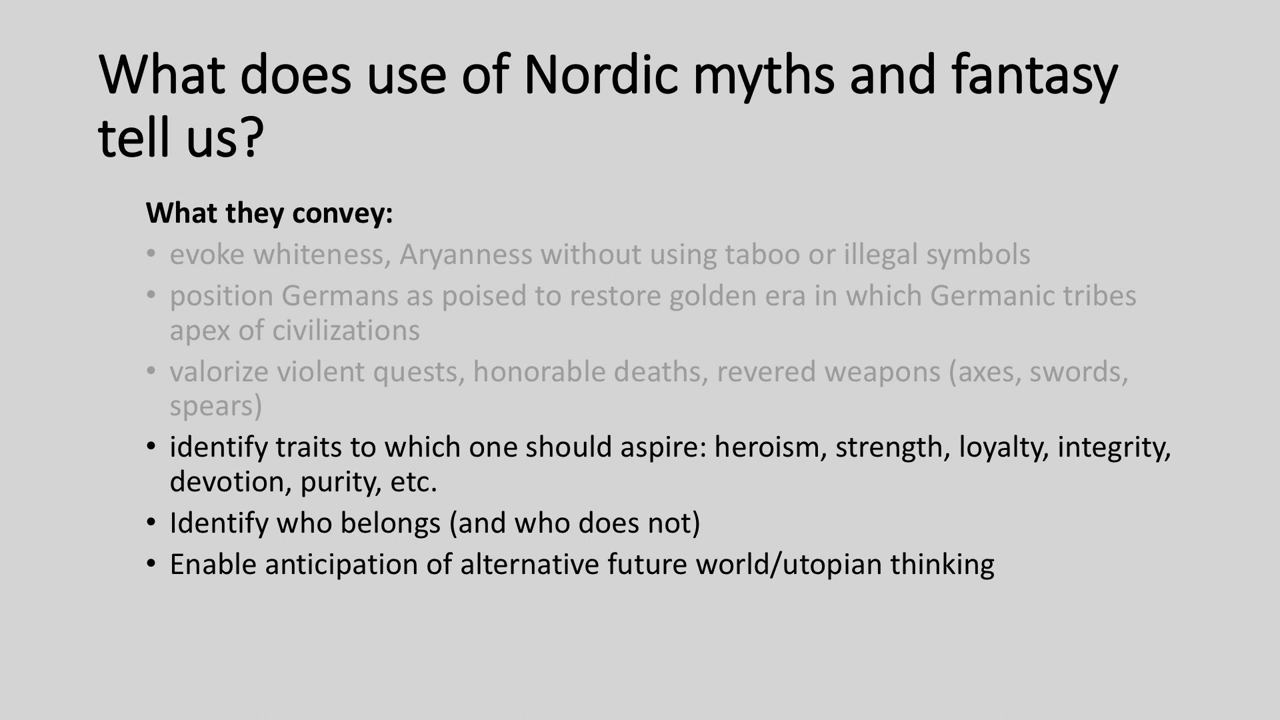 What does use of Nordic myths and fantasy
tell us?
What they convey:
• evoke whiteness, Aryanness without using taboo or illegal symbols
• position Germans as poised to restore golden era in which Germanic tribes
apex of civilizations
• valorize violent quests, honorable deaths, revered weapons (axes, swords,
spears)
• identify traits to which one should aspire: heroism, strength, loyalty, integrity,
devotion, purity, etc.
• Identify who belongs (and who does not)
• Enable anticipation of alternative future world/utopian thinking